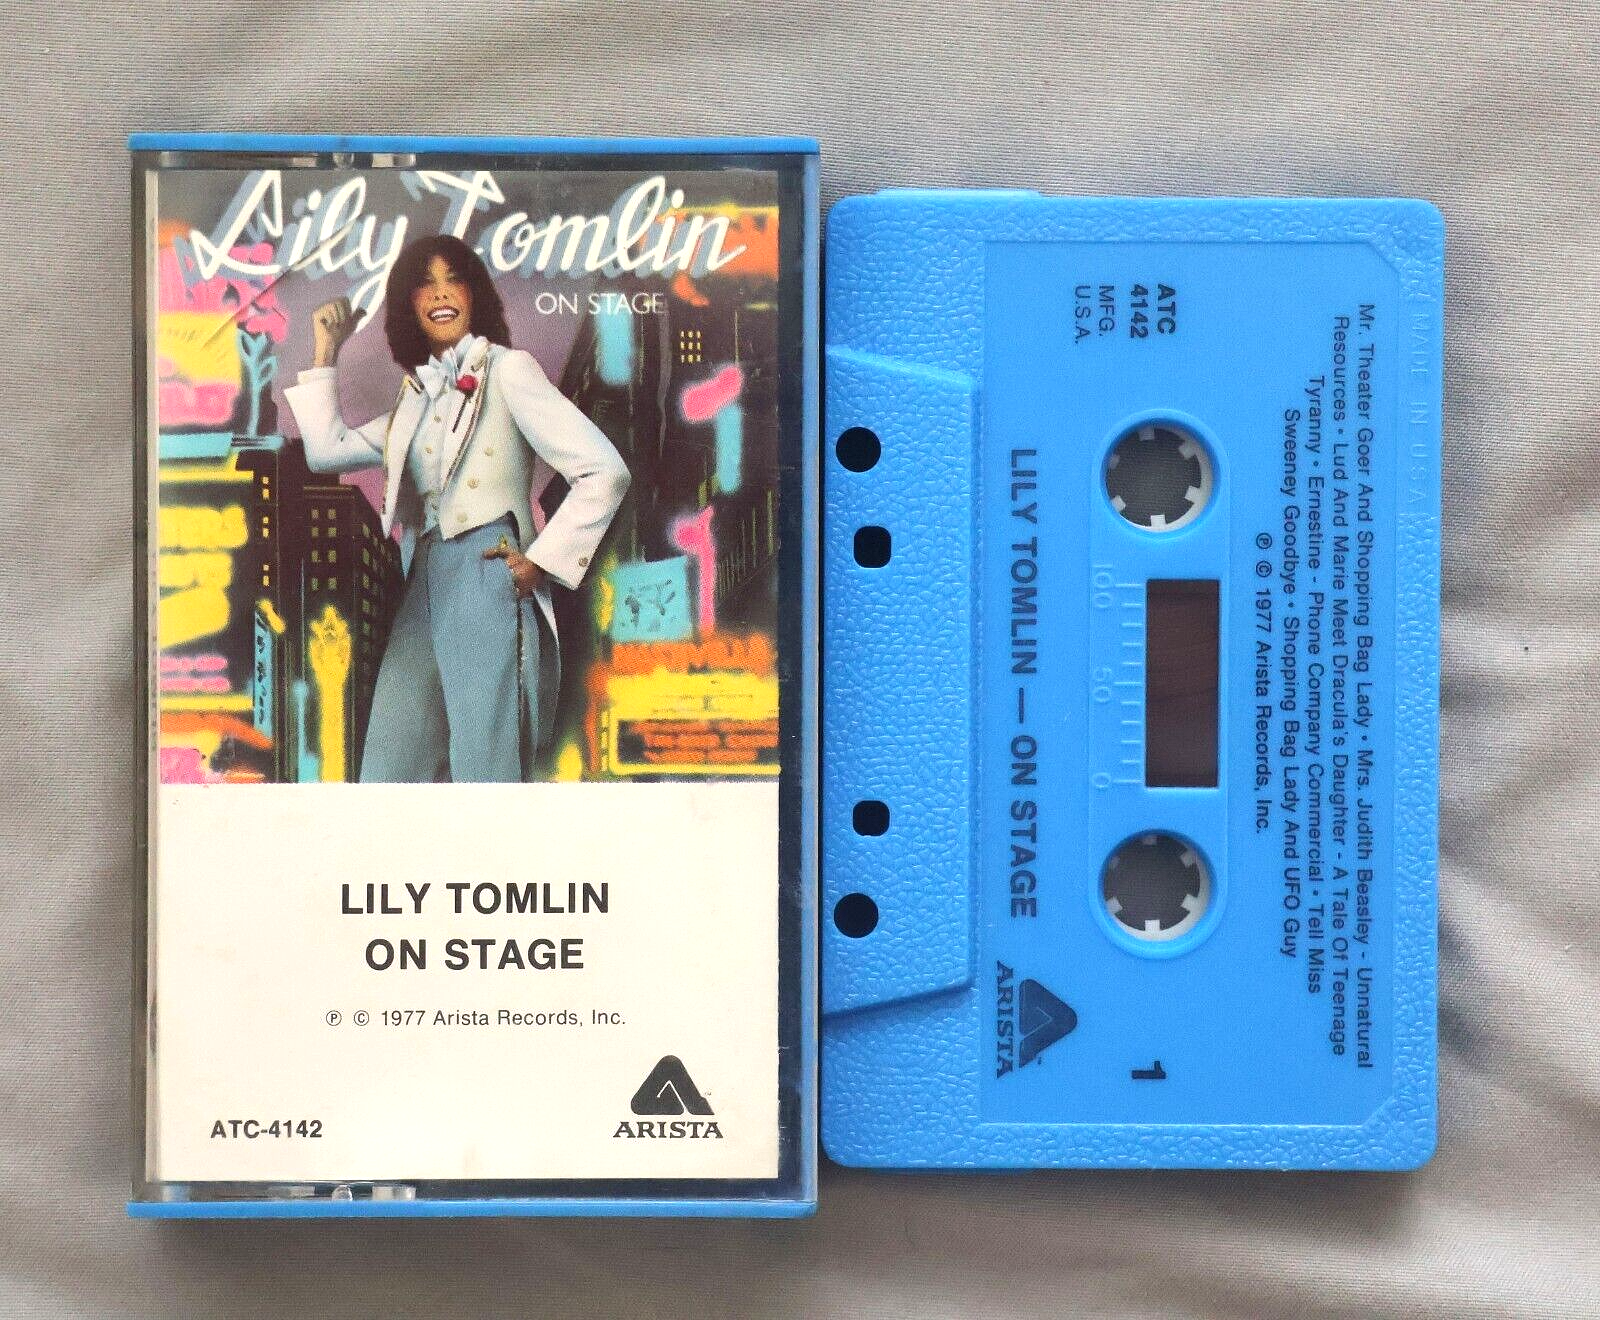 Lily Tomlin
ON STAGE
LILY TOMLIN
ON STAGE
℗ © 1977 Arista Records, Inc.
ATC-4142
ARISTA
MADE IN U.S.A.
Mr. Theater Goer And Shopping Bag Lady • Mrs. Judith Beasley - Unnatural
Resources • Lud And Marie Meet Dracula's Daughter - A Tale Of Teenage
Tyranny • Ernestine - Phone Company Commercial • Tell Miss
Sweeney Goodbye • Shopping Bag Lady And UFO Guy
℗ © 1977 Arista Records, Inc.
ATC
4142
MFG.
U.S.A.
100 50 0
1
LILY TOMLIN — ON STAGE
ARISTA